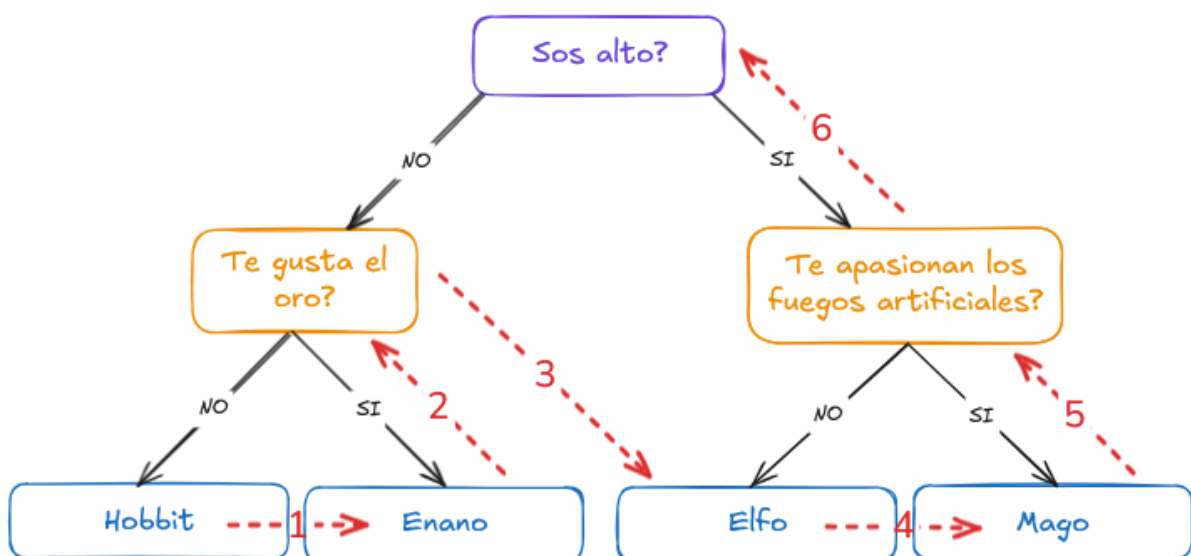 Sos alto?
6
NO
SI
Te gusta el
oro?
Te apasionan los
fuegos artificiales?
3
NO
SI
2
NO
SI
5
Hobbit
1
Enano
Elfo
4
Mago